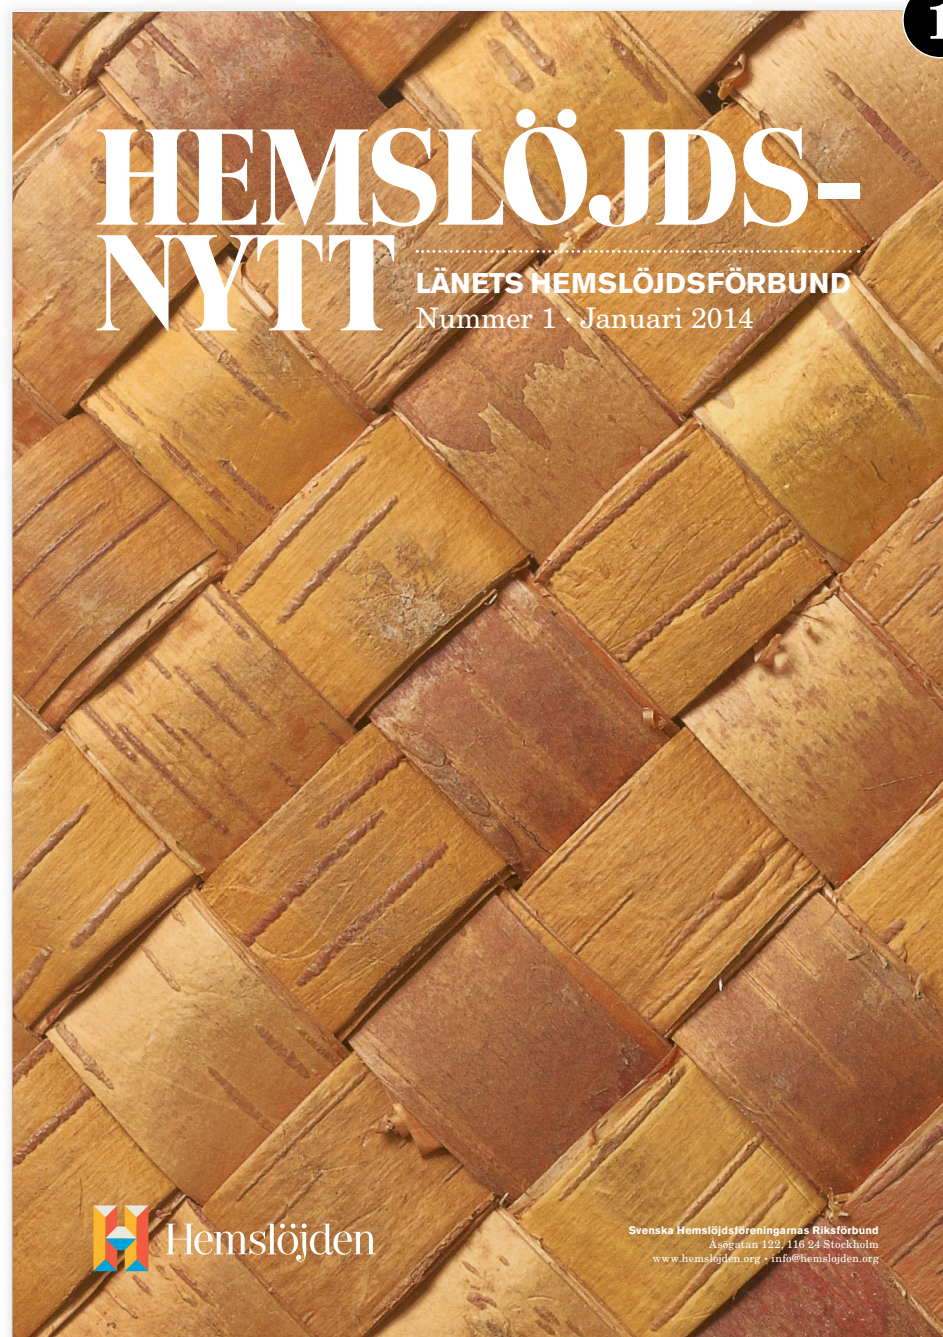 1
HEMSLÖJDS-
NYTT
LÄNETS HEMSLÖJDSFÖRBUND
Nummer 1 · Januari 2014
Hemslöjden
Svenska Hemslöjdsföreningarnas Riksförbund
Åsögatan 122, 116 24 Stockholm
www.hemslojden.org • info@hemslojden.org